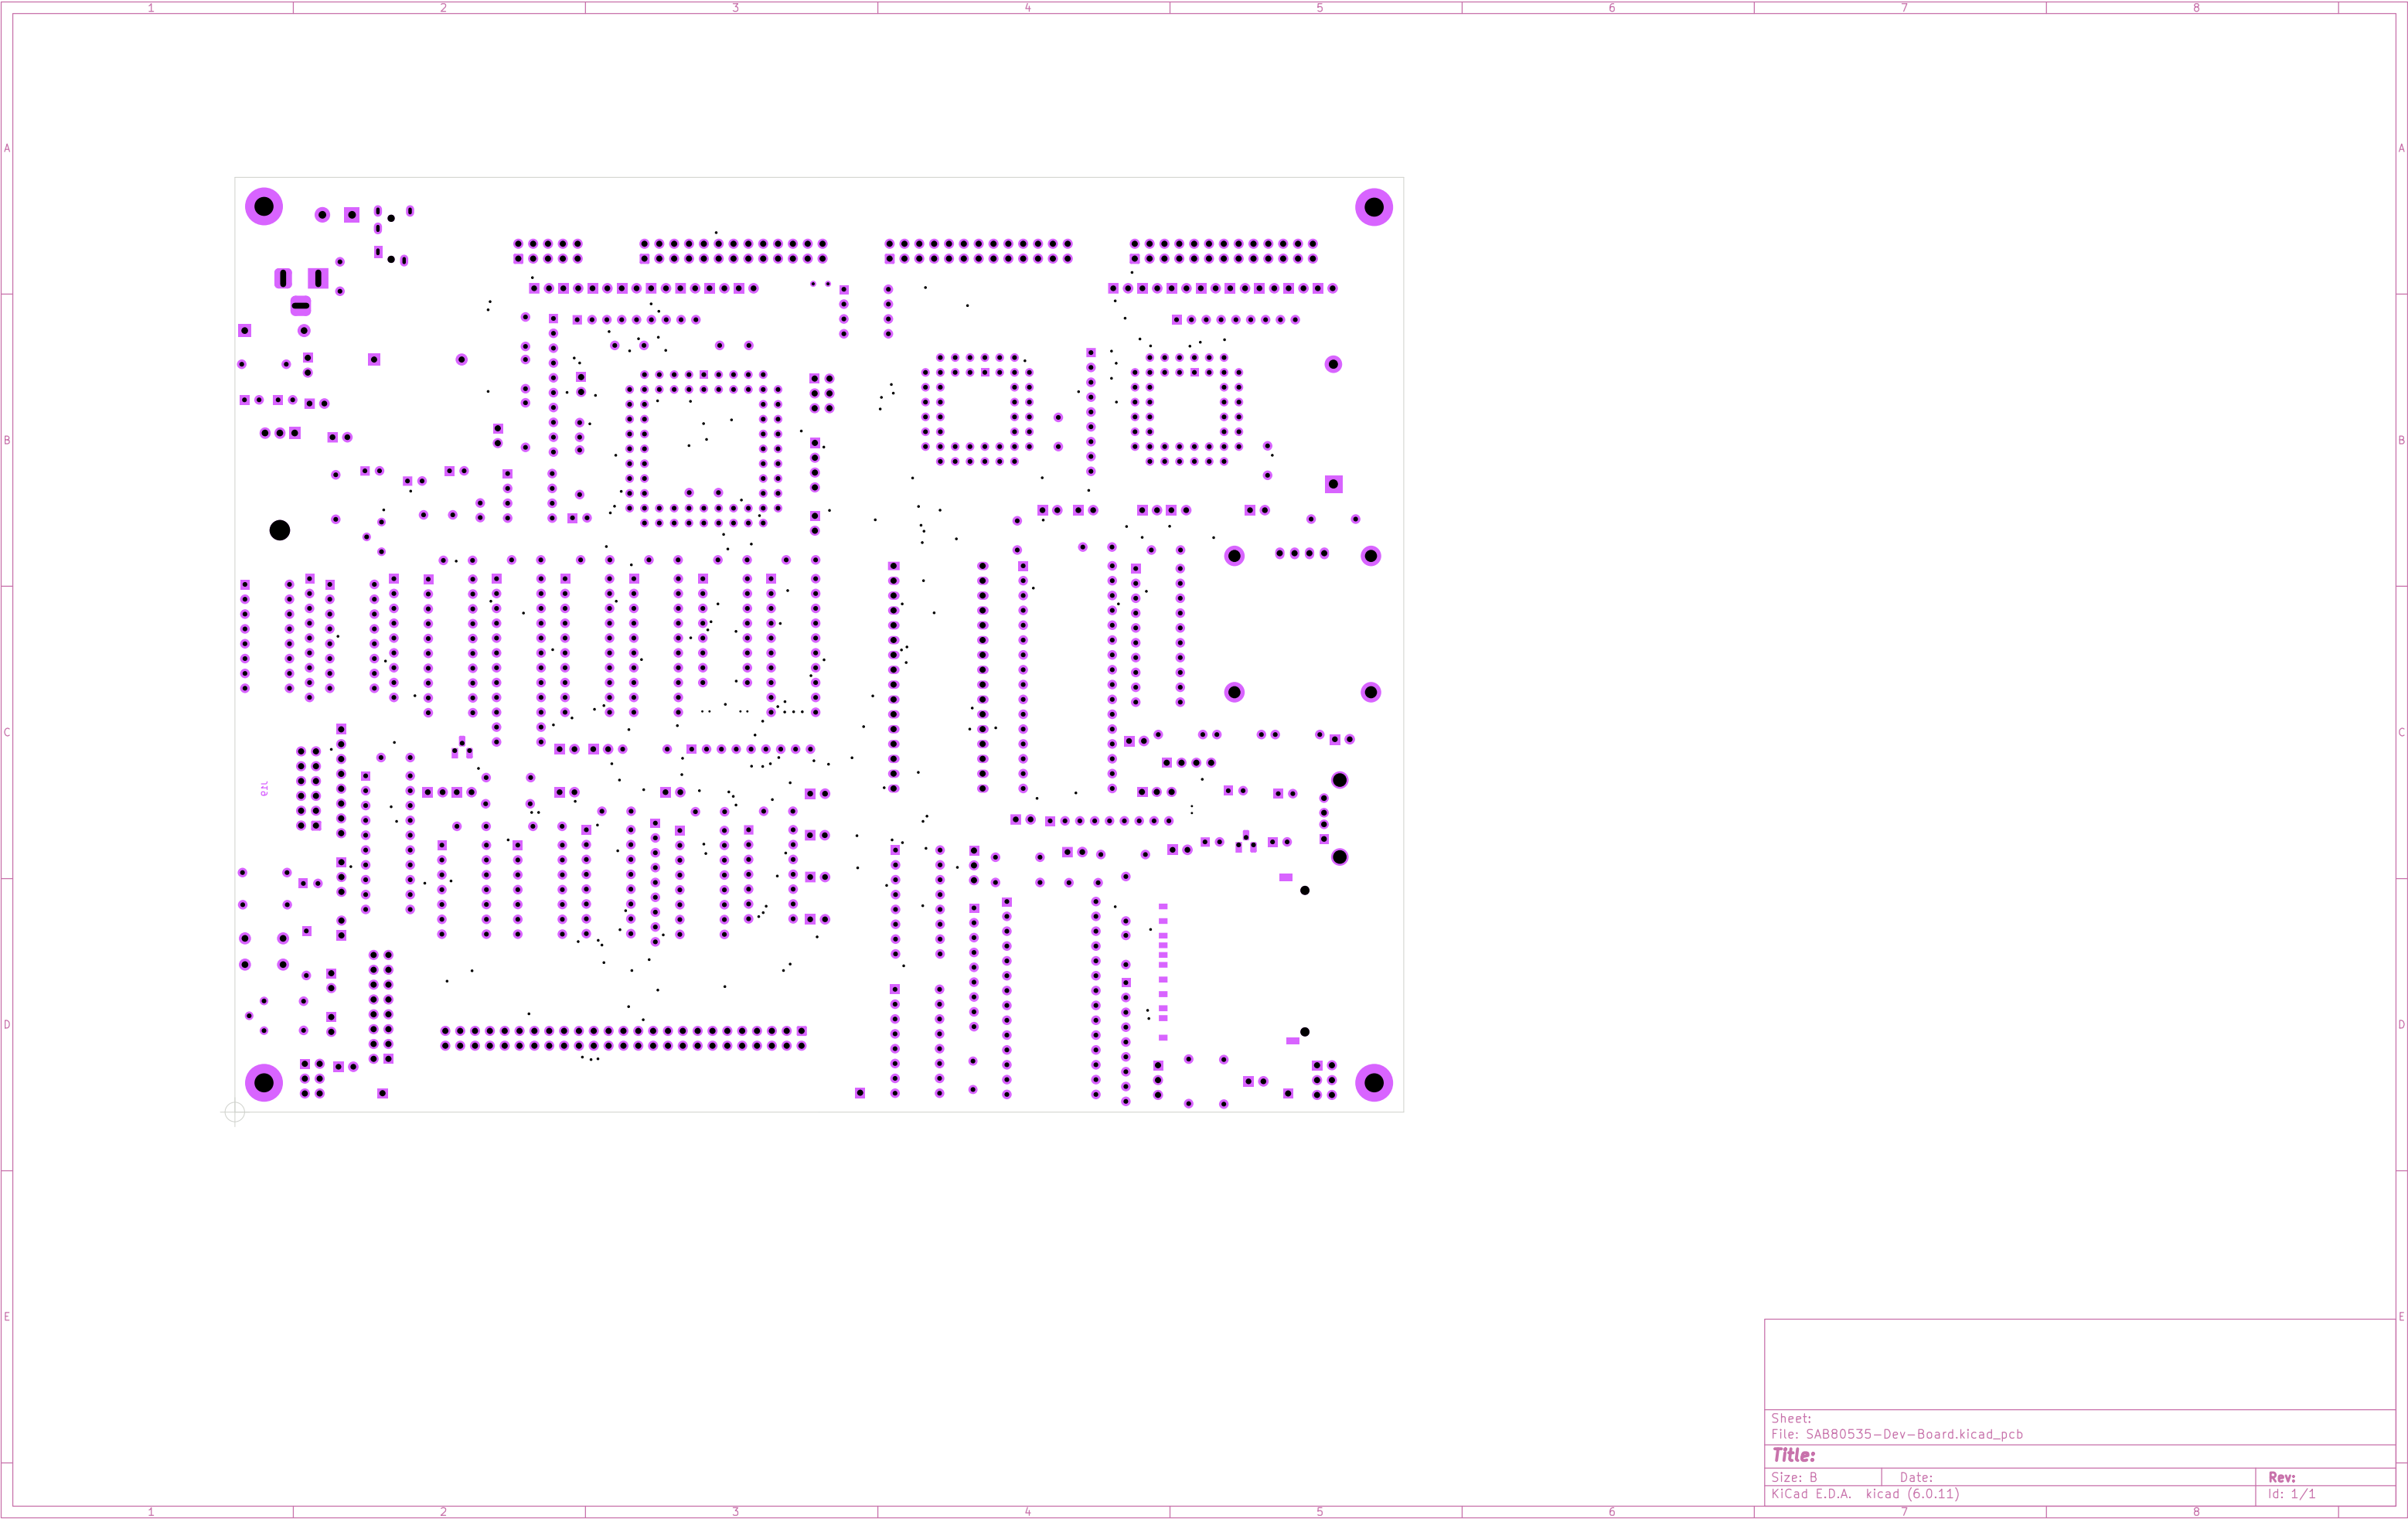 1 2 3 4 5 6 7 8
A A
B B
C C
D D
E E
Sheet:
File: SAB80535-Dev-Board.kicad_pcb
Title:
Size: B Date: Rev:
KiCad E.D.A. kicad (6.0.11) Id: 1/1
1 2 3 4 5 6 7 8